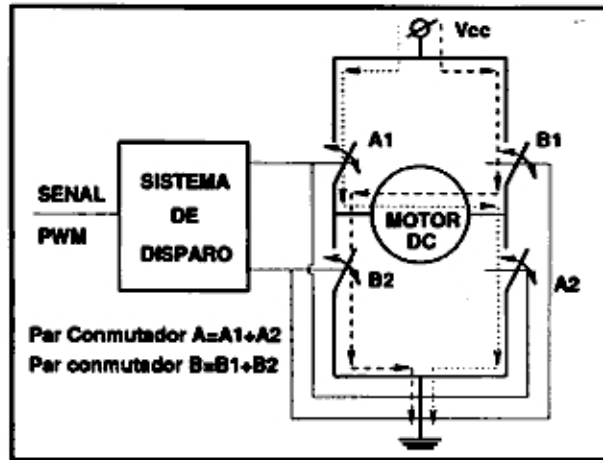 Vcc
A1
B1
SISTEMA
DE
DISPARO
SENAL
PWM
MOTOR
DC
B2
A2
Par Conmutador A=A1+A2
Par conmutador B=B1+B2